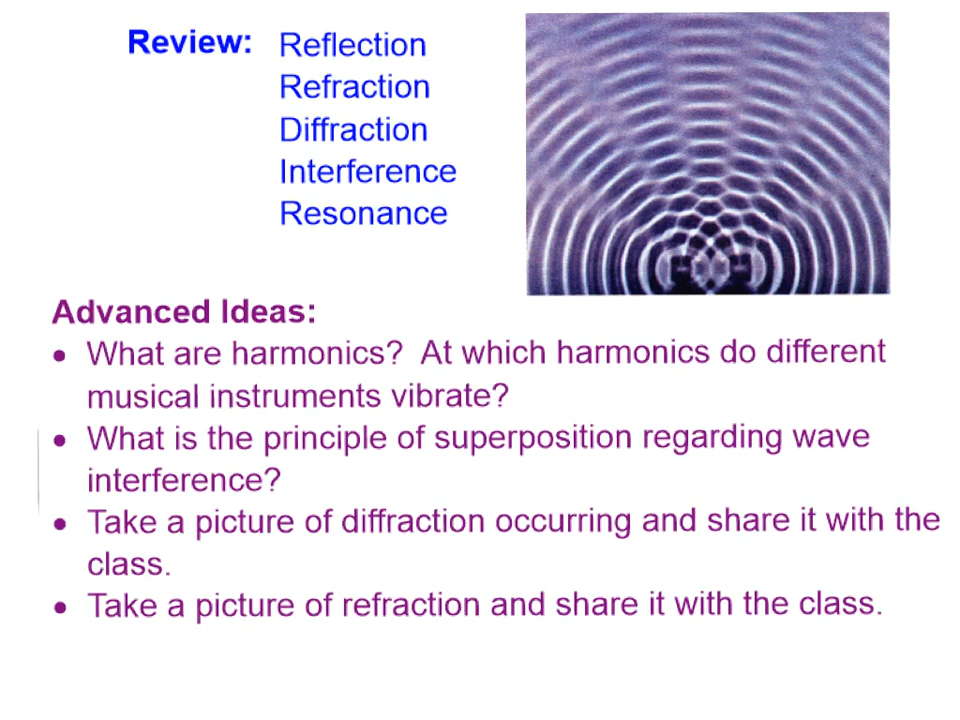 Review: Reflection
Refraction
Diffraction
Interference
Resonance
Advanced Ideas:
• What are harmonics? At which harmonics do different
musical instruments vibrate?
• What is the principle of superposition regarding wave
interference?
• Take a picture of diffraction occurring and share it with the
class.
• Take a picture of refraction and share it with the class.